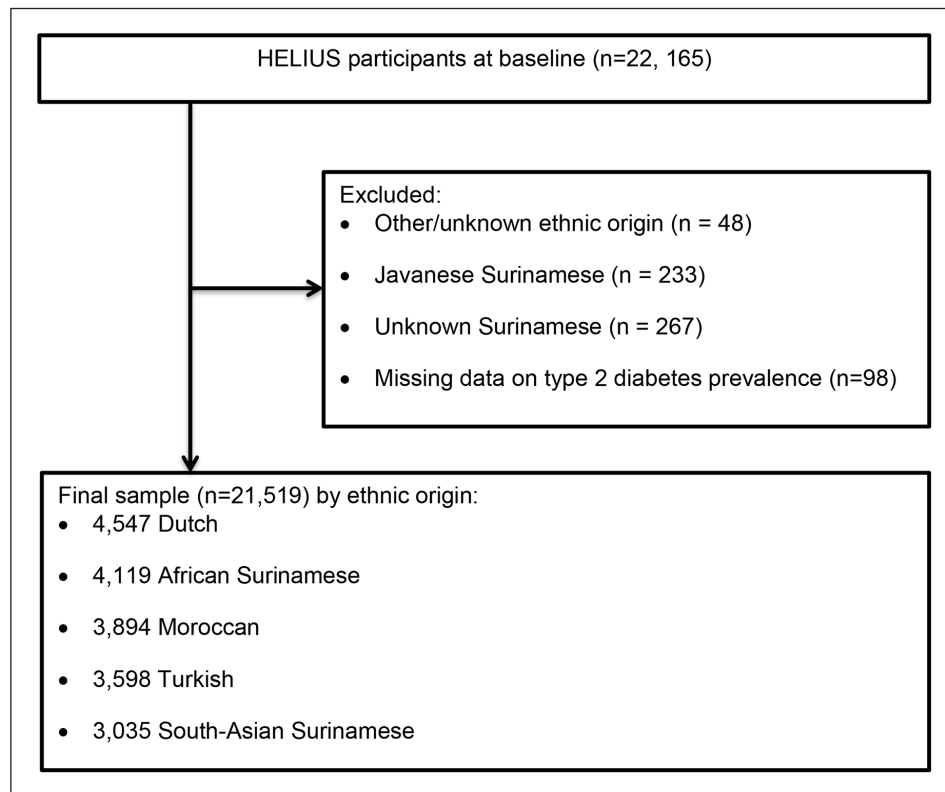 HELIUS participants at baseline (n=22, 165)
Excluded:
• Other/unknown ethnic origin (n = 48)
• Javanese Surinamese (n = 233)
• Unknown Surinamese (n = 267)
• Missing data on type 2 diabetes prevalence (n=98)
Final sample (n=21,519) by ethnic origin:
• 4,547 Dutch
• 4,119 African Surinamese
• 3,894 Moroccan
• 3,598 Turkish
• 3,035 South-Asian Surinamese